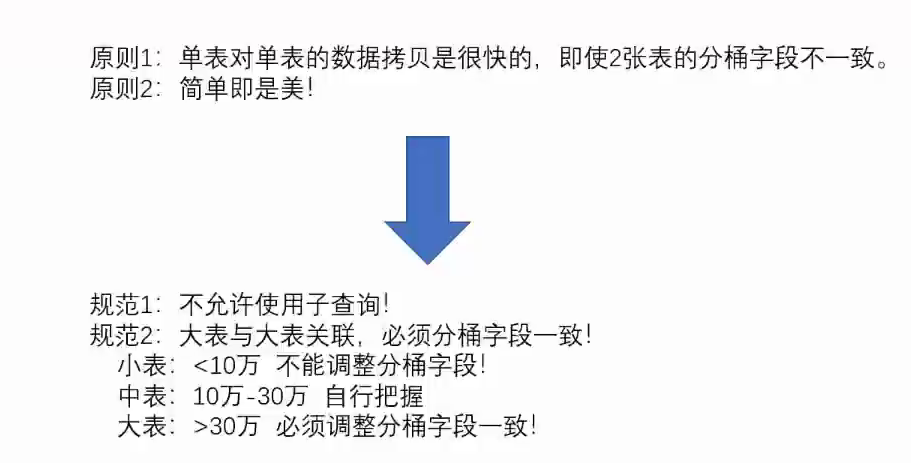 原则1：单表对单表的数据拷贝是很快的，即使2张表的分桶字段不一致。
原则2：简单即是美！
规范1：不允许使用子查询！
规范2：大表与大表关联，必须分桶字段一致！
小表：<10万 不能调整分桶字段！
中表：10万-30万 自行把握
大表：>30万 必须调整分桶字段一致！